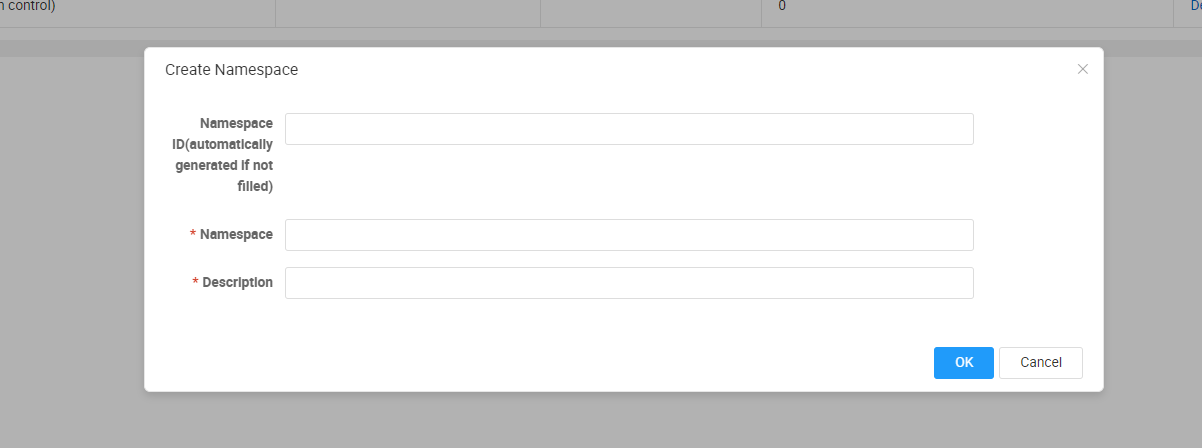 n control)
0
De
Create Namespace
Namespace
ID(automatically
generated if not
filled)
* Namespace
* Description
OK
Cancel